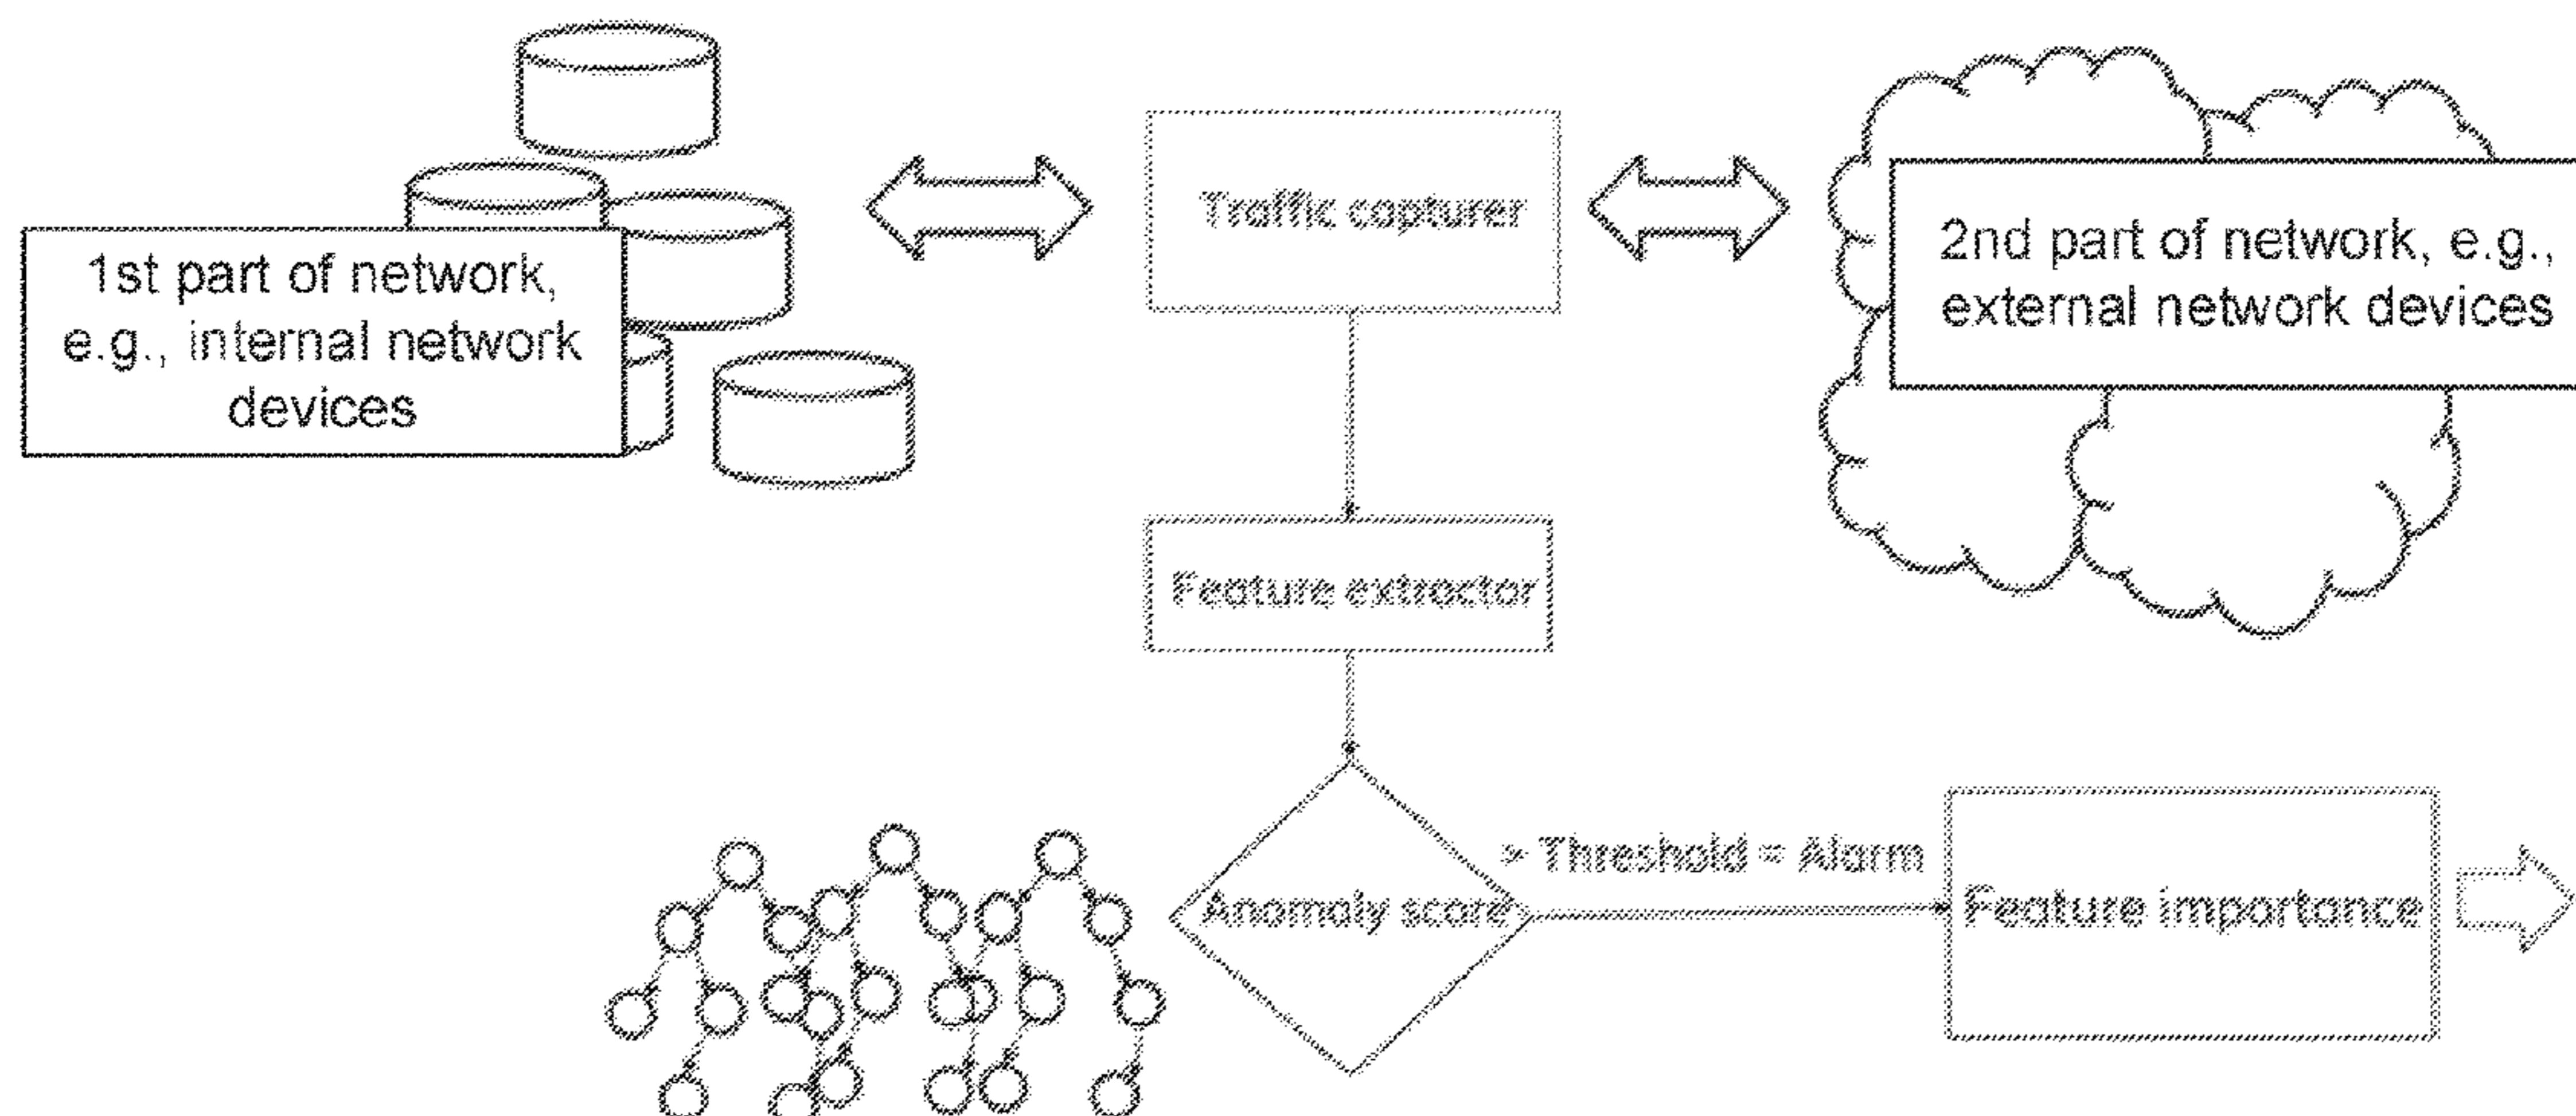 1st part of network,
e.g., internal network
devices
Traffic capturer
2nd part of network, e.g.,
external network devices
Feature extractor
Anomaly score
> Threshold = Alarm
Feature importance